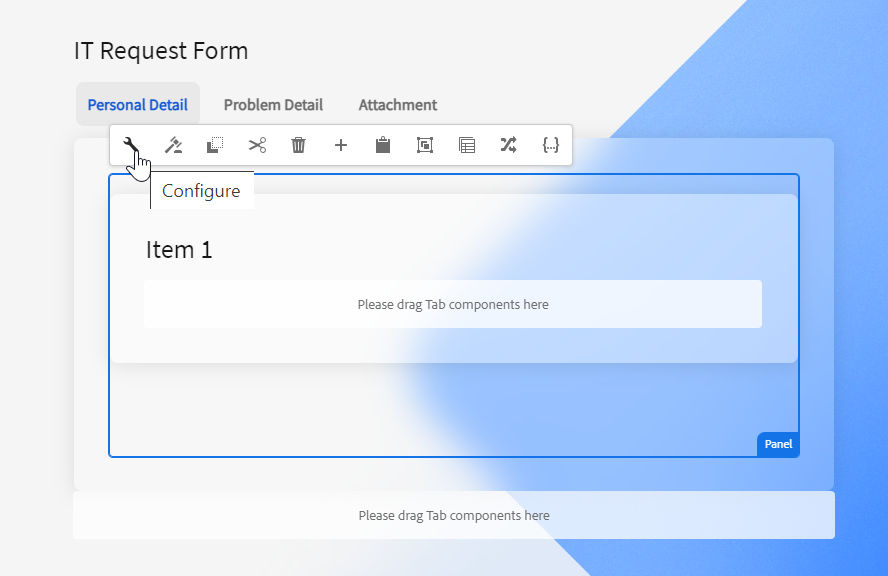 IT Request Form
Personal Detail Problem Detail Attachment
{...}
Configure
Item 1
Please drag Tab components here
Panel
Please drag Tab components here